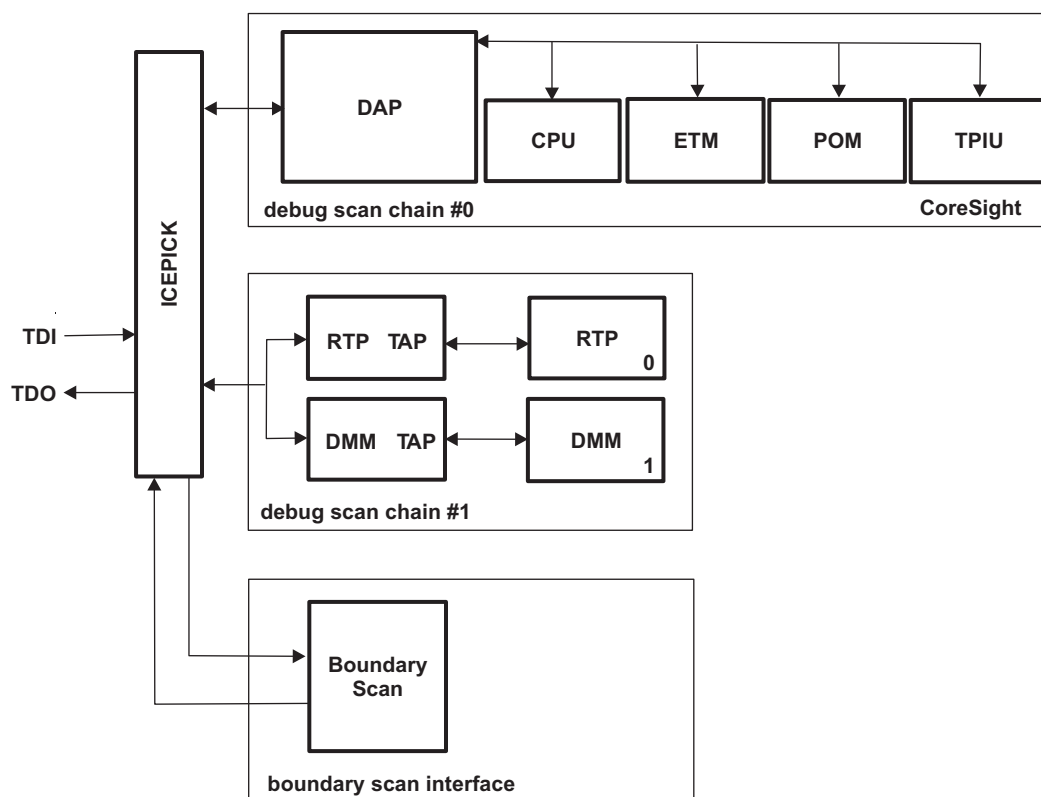 DAP
CPU
ETM
POM
TPIU
debug scan chain #0
CoreSight
ICEPICK
TDI
TDO
RTP TAP
RTP
0
DMM TAP
DMM
1
debug scan chain #1
Boundary
Scan
boundary scan interface